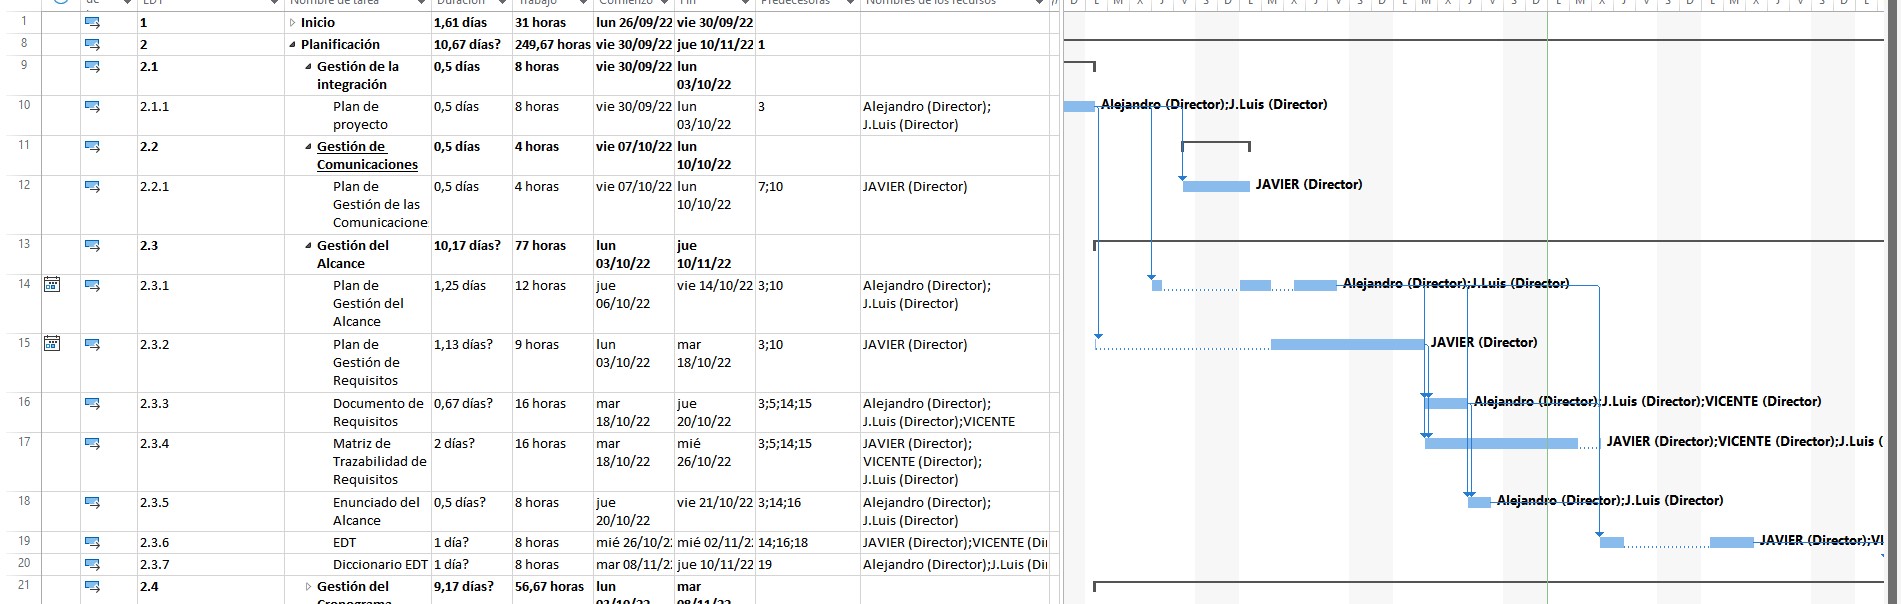 EDT Nombre de tarea Duración Trabajo Comienzo Fin Predecesoras Nombres de los recursos
1 1 Inicio 1,61 días 31 horas lun 26/09/22 vie 30/09/22
8 2 Planificación 10,67 días? 249,67 horas vie 30/09/22 jue 10/11/22 1
9 2.1 Gestión de la 0,5 días 8 horas vie 30/09/22 lun
integración 03/10/22
10 2.1.1 Plan de 0,5 días 8 horas vie 30/09/22 lun 3 Alejandro (Director); Alejandro (Director);J.Luis (Director)
proyecto 03/10/22 J.Luis (Director)
11 2.2 Gestión de 0,5 días 4 horas vie 07/10/22 lun
Comunicaciones 10/10/22
12 2.2.1 Plan de 0,5 días 4 horas vie 07/10/22 lun 7;10 JAVIER (Director) JAVIER (Director)
Gestión de las 10/10/22
Comunicacione
13 2.3 Gestión del 10,17 días? 77 horas lun jue
Alcance 03/10/22 10/11/22
14 2.3.1 Plan de 1,25 días 12 horas jue vie 14/10/22 3;10 Alejandro (Director); Alejandro (Director);J.Luis (Director)
Gestión del 06/10/22 J.Luis (Director)
Alcance
15 2.3.2 Plan de 1,13 días? 9 horas lun mar 3;10 JAVIER (Director) JAVIER (Director)
Gestión de 03/10/22 18/10/22
Requisitos
16 2.3.3 Documento de 0,67 días? 16 horas mar jue 3;5;14;15 Alejandro (Director); Alejandro (Director);J.Luis (Director);VICENTE (Director)
Requisitos 18/10/22 20/10/22 J.Luis (Director);VICENTE
17 2.3.4 Matriz de 2 días? 16 horas mar mié 3;5;14;15 JAVIER (Director); JAVIER (Director);VICENTE (Director);J.Luis (
Trazabilidad de 18/10/22 26/10/22 VICENTE (Director);
Requisitos J.Luis (Director)
18 2.3.5 Enunciado del 0,5 días? 8 horas jue vie 21/10/22 3;14;16 Alejandro (Director); Alejandro (Director);J.Luis (Director)
Alcance 20/10/22 J.Luis (Director)
19 2.3.6 EDT 1 día? 8 horas mié 26/10/2 mié 02/11/2 14;16;18 JAVIER (Director);VICENTE (Di JAVIER (Director);VI
20 2.3.7 Diccionario EDT 1 día? 8 horas mar 08/11/2 jue 10/11/2 19 Alejandro (Director);J.Luis (Di
21 2.4 Gestión del 9,17 días? 56,67 horas lun mar
Cronograma 03/10/22 08/11/22